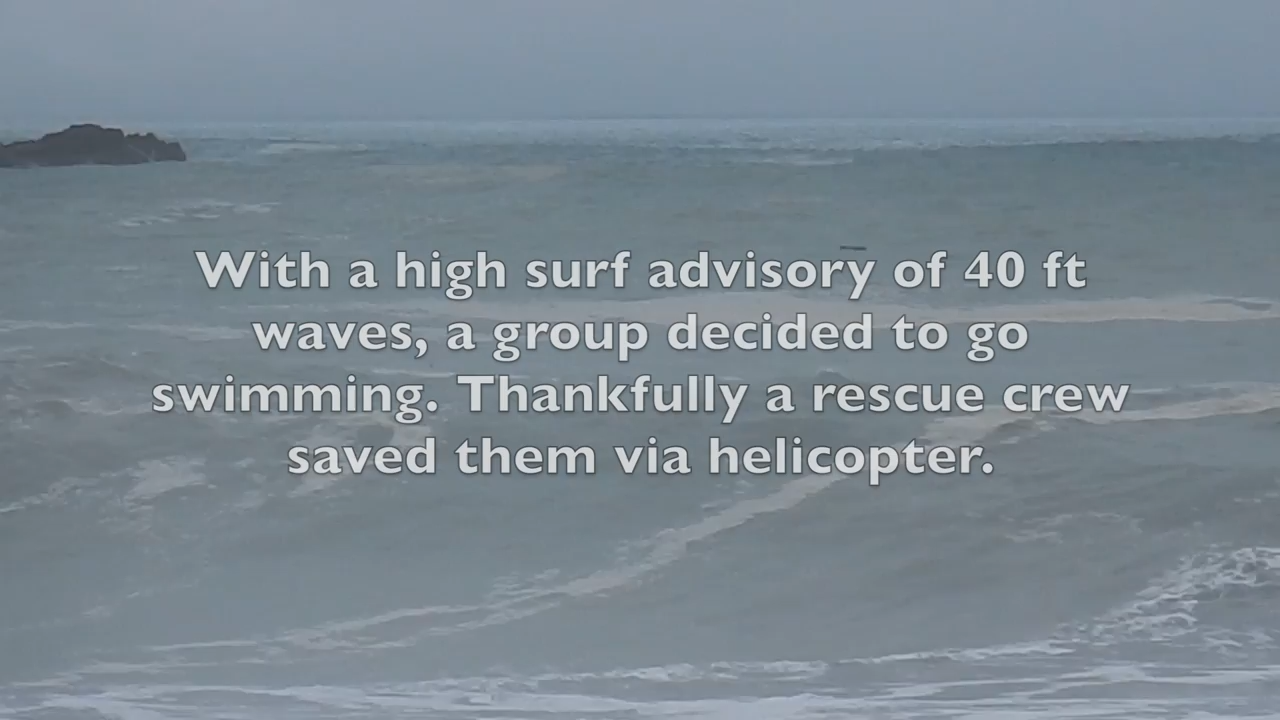 With a high surf advisory of 40 ft
waves, a group decided to go
swimming. Thankfully a rescue crew
saved them via helicopter.